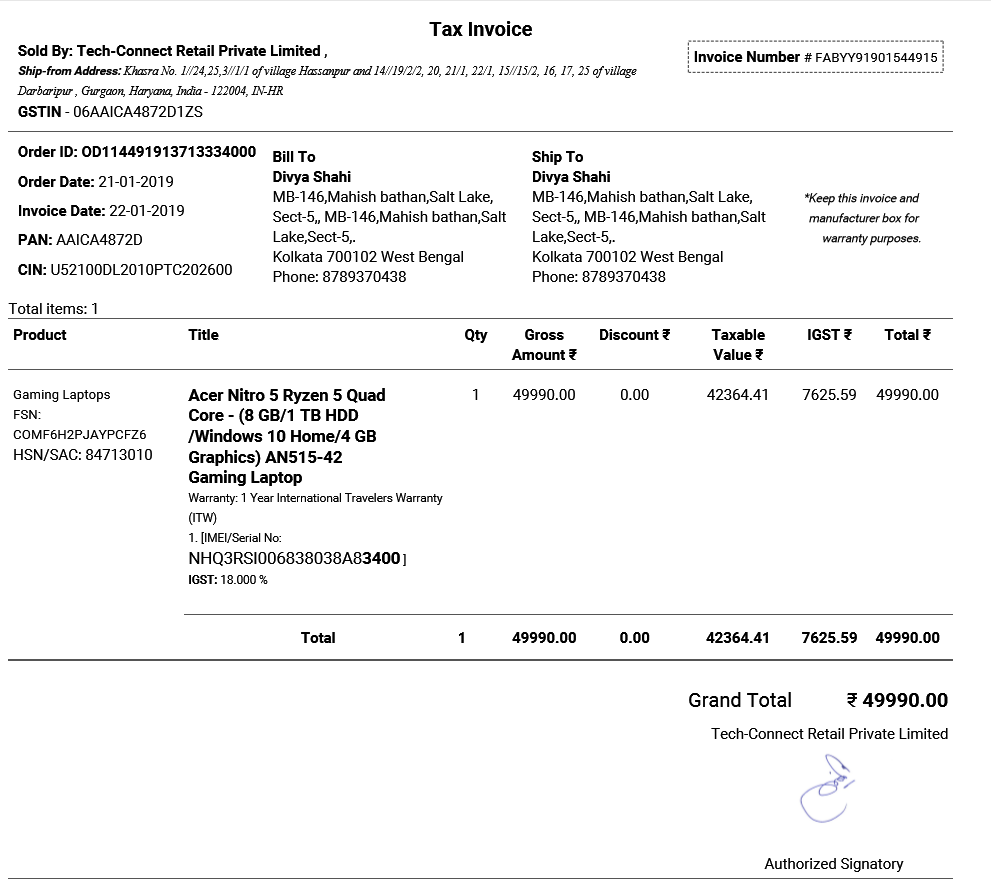 Tax Invoice
Sold By: Tech-Connect Retail Private Limited ,
Ship-from Address: Khasra No. 1//24,25,3//1/1 of village Hassanpur and 14//19/2/2, 20, 21/1, 22/1, 15//15/2, 16, 17, 25 of village
Darbaripur , Gurgaon, Haryana, India - 122004, IN-HR
GSTIN - 06AAICA4872D1ZS
Invoice Number # FABYY91901544915
Order ID: OD114491913713334000
Order Date: 21-01-2019
Invoice Date: 22-01-2019
PAN: AAICA4872D
CIN: U52100DL2010PTC202600
Bill To
Divya Shahi
MB-146,Mahish bathan,Salt Lake,
Sect-5,, MB-146,Mahish bathan,Salt
Lake,Sect-5,.
Kolkata 700102 West Bengal
Phone: 8789370438
Ship To
Divya Shahi
MB-146,Mahish bathan,Salt Lake,
Sect-5,, MB-146,Mahish bathan,Salt
Lake,Sect-5,.
Kolkata 700102 West Bengal
Phone: 8789370438
*Keep this invoice and
manufacturer box for
warranty purposes.
Total items: 1
Product Title Qty Gross Amount ₹ Discount ₹ Taxable Value ₹ IGST ₹ Total ₹
Gaming Laptops
FSN:
COMF6H2PJAYPCFZ6
HSN/SAC: 84713010
Acer Nitro 5 Ryzen 5 Quad
Core - (8 GB/1 TB HDD
/Windows 10 Home/4 GB
Graphics) AN515-42
Gaming Laptop
Warranty: 1 Year International Travelers Warranty
(ITW)
1. [IMEI/Serial No:
NHQ3RSI006838038A83400 ]
IGST: 18.000 %
1 49990.00 0.00 42364.41 7625.59 49990.00
Total 1 49990.00 0.00 42364.41 7625.59 49990.00
Grand Total ₹ 49990.00
Tech-Connect Retail Private Limited
Authorized Signatory